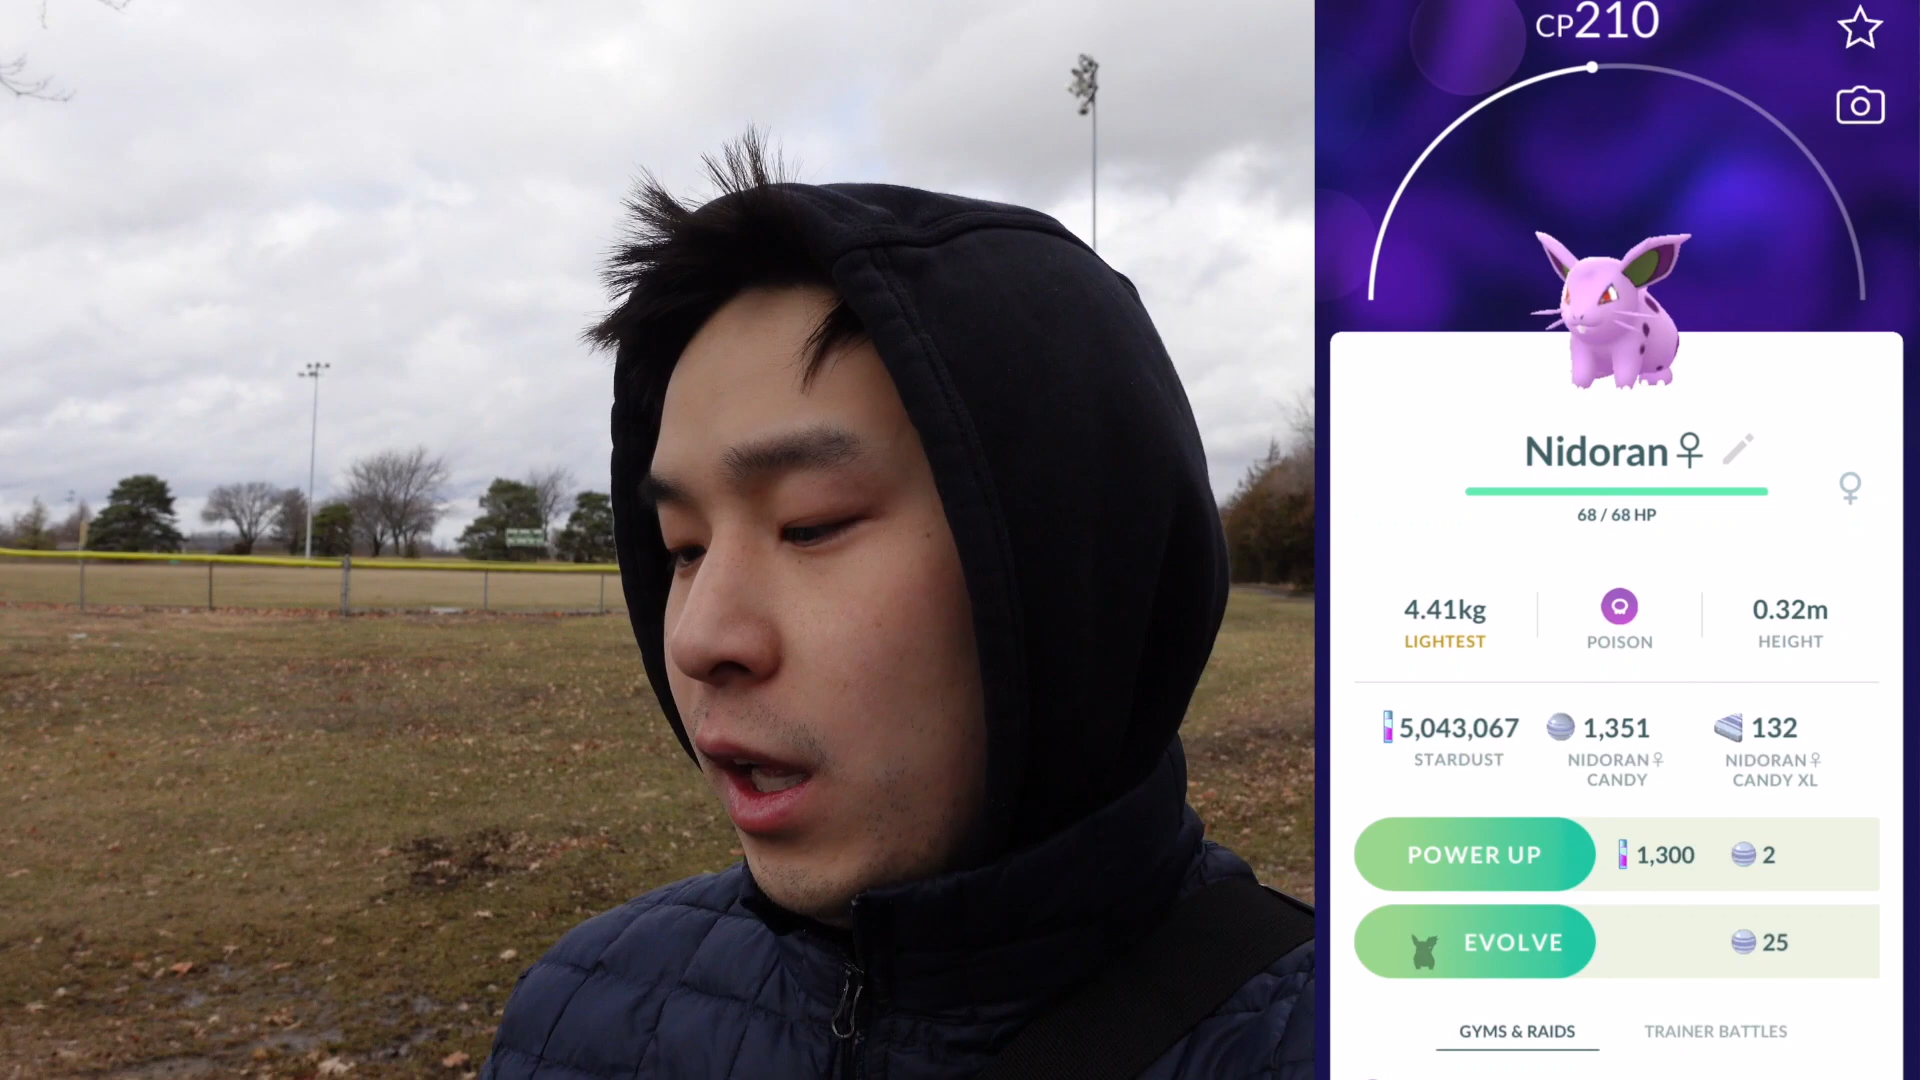 CP210
Nidoran♀
68 / 68 HP
4.41kg
LIGHTEST
POISON
0.32m
HEIGHT
5,043,067
STARDUST
1,351
NIDORAN♀
CANDY
132
NIDORAN♀
CANDY XL
POWER UP
1,300
2
EVOLVE
25
GYMS & RAIDS
TRAINER BATTLES